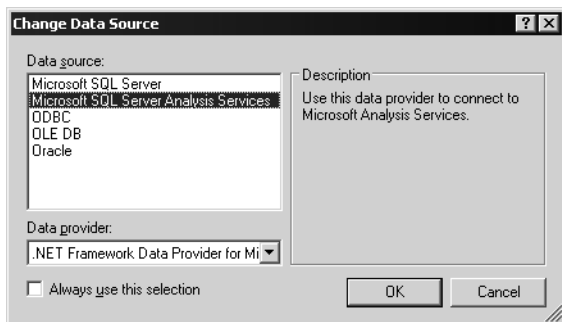 Change Data Source
Data source:
Microsoft SQL Server
Microsoft SQL Server Analysis Services
ODBC
OLE DB
Oracle
Description
Use this data provider to connect to
Microsoft Analysis Services.
Data provider:
.NET Framework Data Provider for Mi
Always use this selection
OK
Cancel